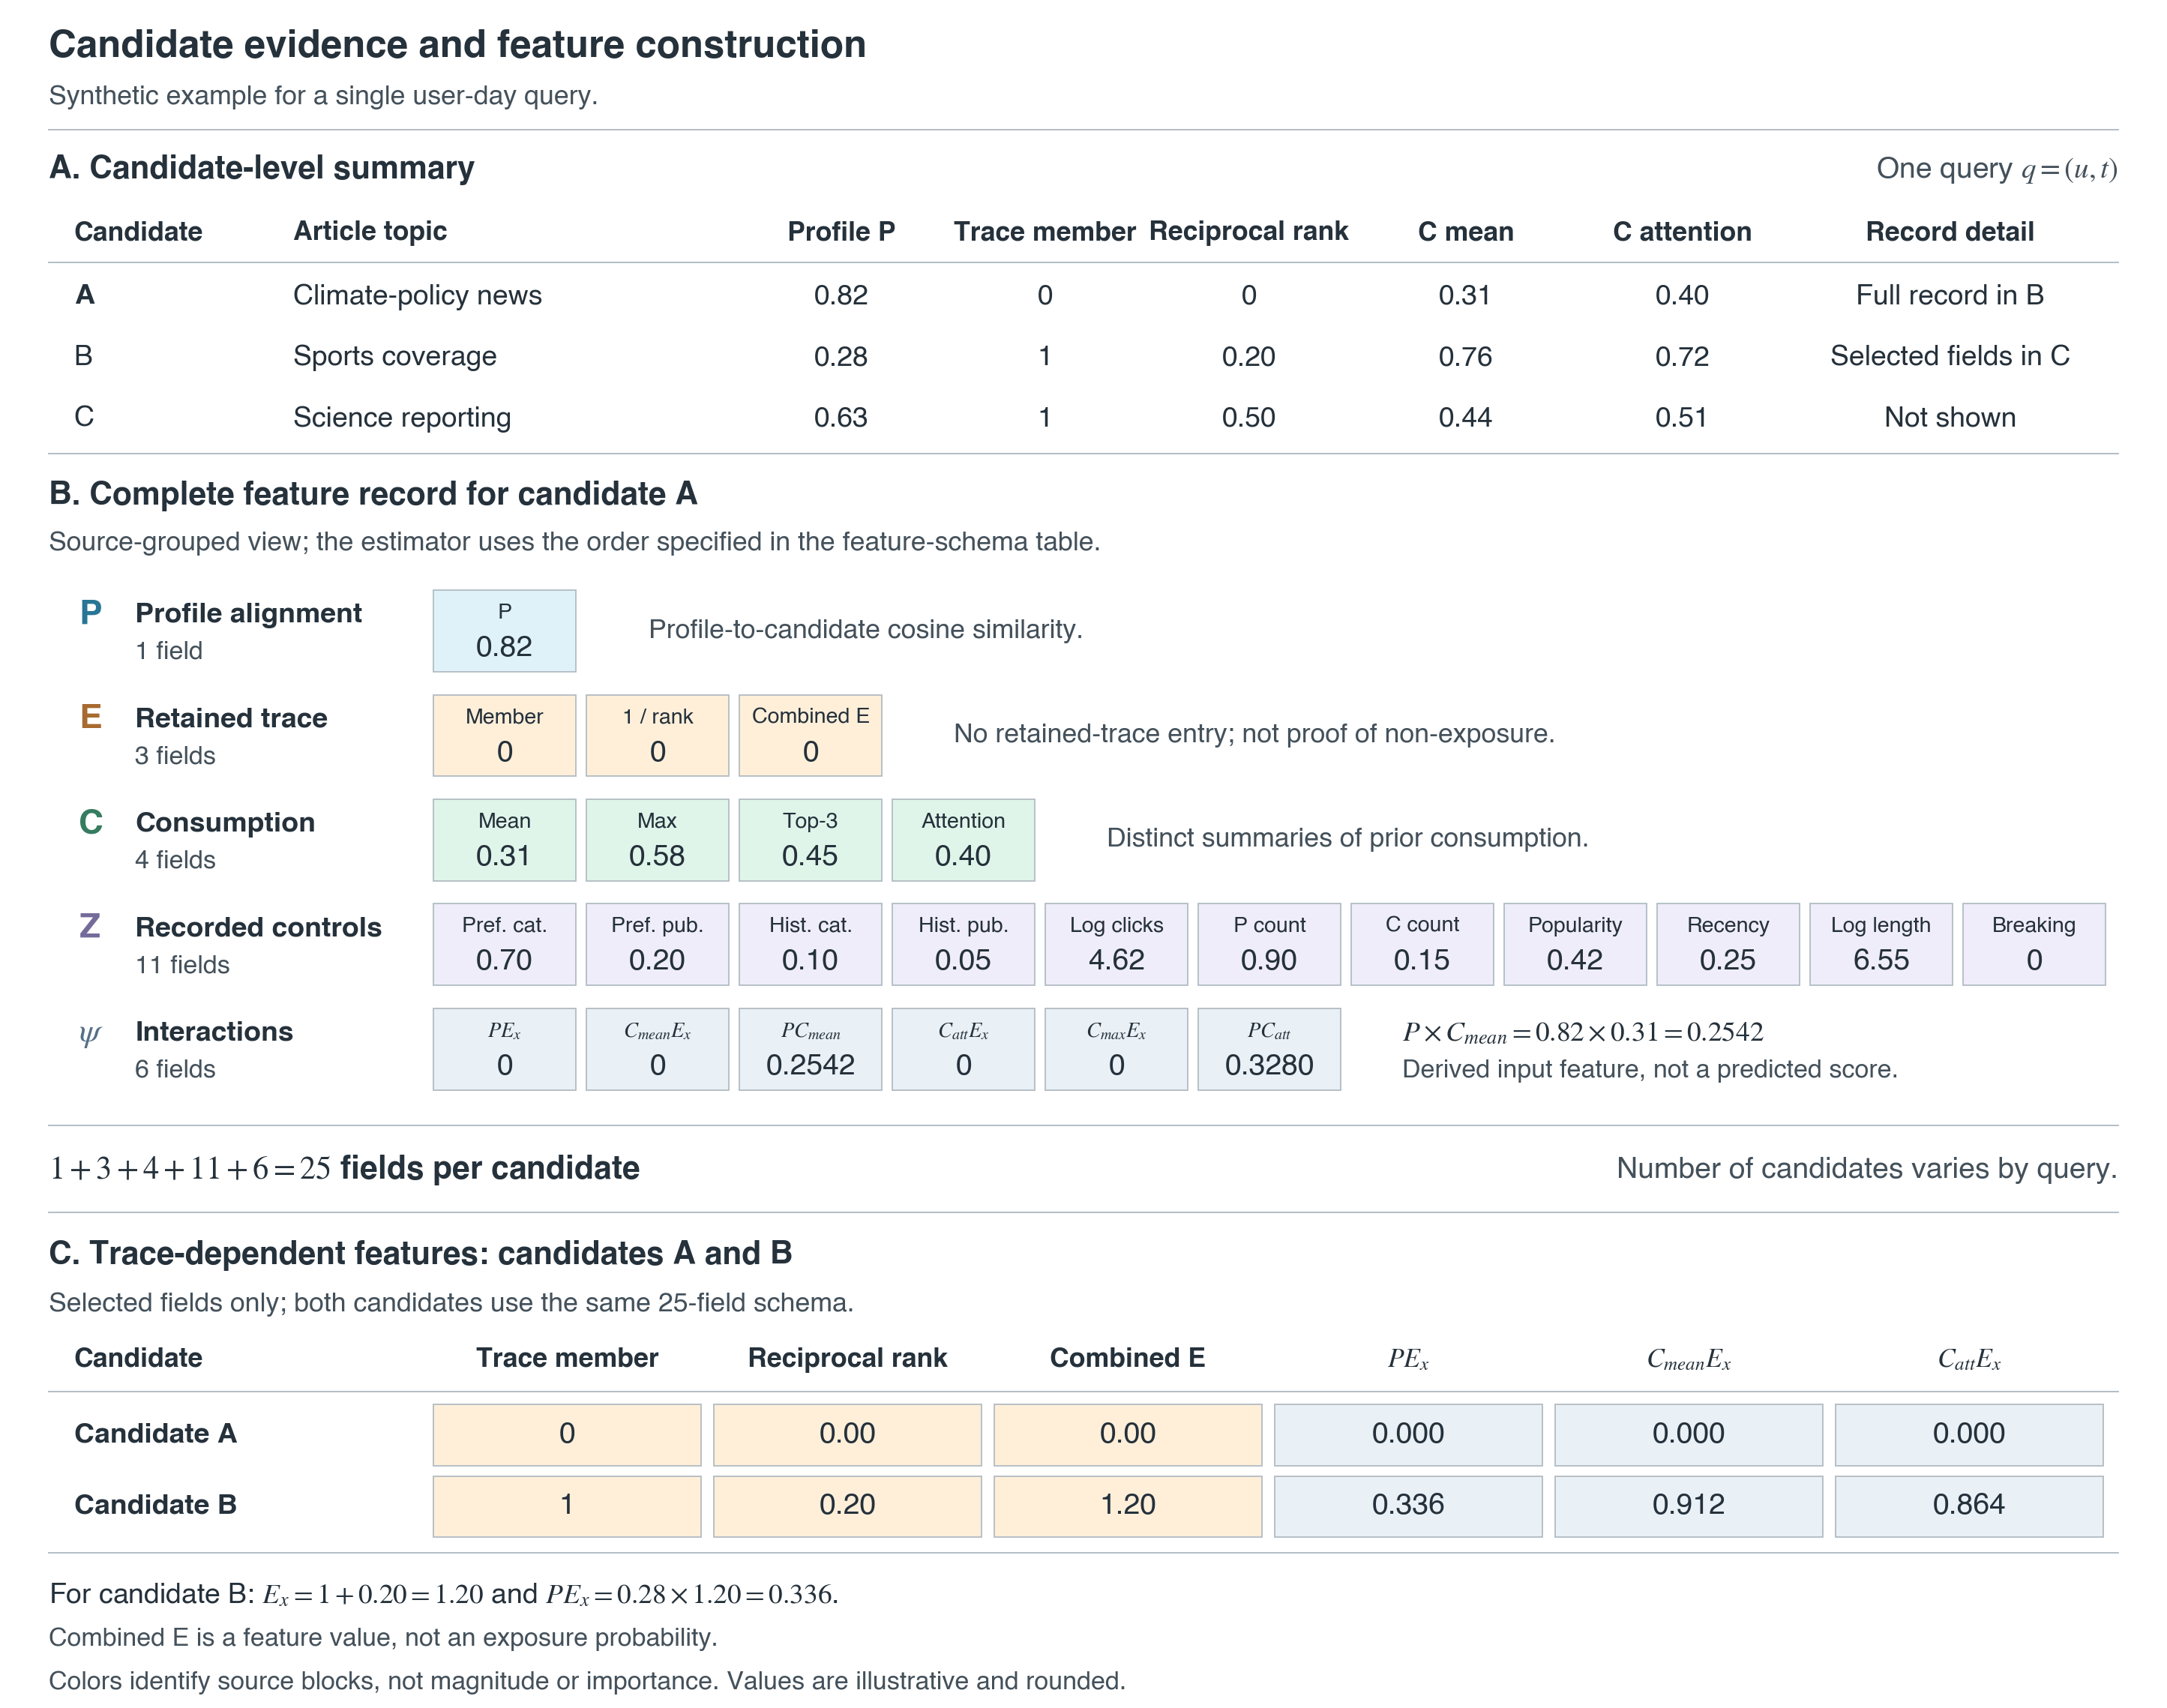 Candidate evidence and feature construction
Synthetic example for a single user-day query.
A. Candidate-level summary One query q=(u,t)
Candidate Article topic Profile P Trace member Reciprocal rank C mean C attention Record detail
A Climate-policy news 0.82 0 0 0.31 0.40 Full record in B
B Sports coverage 0.28 1 0.20 0.76 0.72 Selected fields in C
C Science reporting 0.63 1 0.50 0.44 0.51 Not shown
B. Complete feature record for candidate A
Source-grouped view; the estimator uses the order specified in the feature-schema table.
P Profile alignment
1 field
P
0.82
Profile-to-candidate cosine similarity.
E Retained trace
3 fields
Member 1 / rank Combined E
0 0 0
No retained-trace entry; not proof of non-exposure.
C Consumption
4 fields
Mean Max Top-3 Attention
0.31 0.58 0.45 0.40
Distinct summaries of prior consumption.
Z Recorded controls
11 fields
Pref. cat. Pref. pub. Hist. cat. Hist. pub. Log clicks P count C count Popularity Recency Log length Breaking
0.70 0.20 0.10 0.05 4.62 0.90 0.15 0.42 0.25 6.55 0
ψ Interactions
6 fields
PEx CmeanEx PCmean CattEx CmaxEx PCatt
0 0 0.2542 0 0 0.3280
P×Cmean=0.82×0.31=0.2542
Derived input feature, not a predicted score.
1+3+4+11+6=25 fields per candidate Number of candidates varies by query.
C. Trace-dependent features: candidates A and B
Selected fields only; both candidates use the same 25-field schema.
Candidate Trace member Reciprocal rank Combined E PEx CmeanEx CattEx
Candidate A 0 0.00 0.00 0.000 0.000 0.000
Candidate B 1 0.20 1.20 0.336 0.912 0.864
For candidate B: Ex=1+0.20=1.20 and PEx=0.28×1.20=0.336.
Combined E is a feature value, not an exposure probability.
Colors identify source blocks, not magnitude or importance. Values are illustrative and rounded.